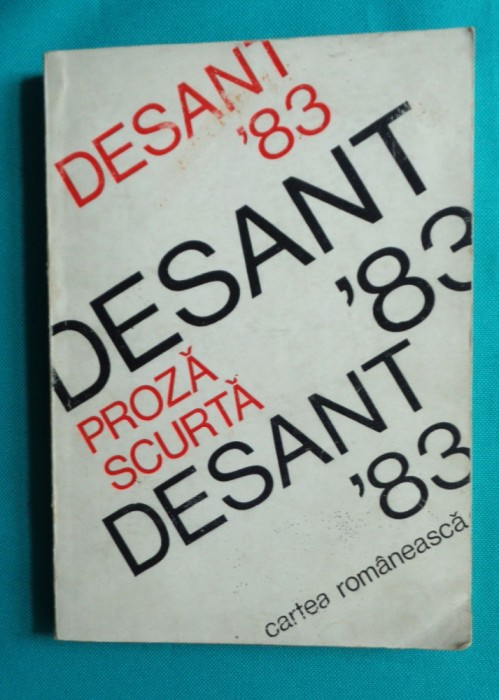 DESANT
'83
DESANT
'83
PROZĂ
SCURTĂ
DESANT
'83
cartea românească